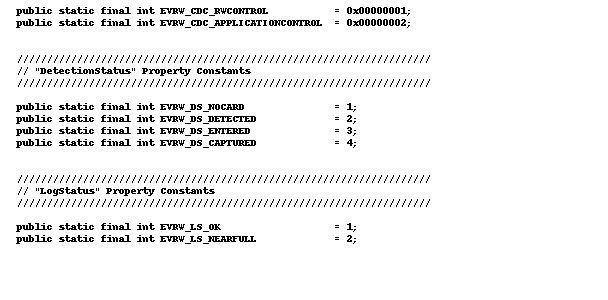 public static final int EVRW_CDC_RWCONTROL = 0x00000001;
public static final int EVRW_CDC_APPLICATIONCONTROL = 0x00000002;
/////////////////////////////////////////////////////////////////////
// "DetectionStatus" Property Constants
/////////////////////////////////////////////////////////////////////
public static final int EVRW_DS_NOCARD = 1;
public static final int EVRW_DS_DETECTED = 2;
public static final int EVRW_DS_ENTERED = 3;
public static final int EVRW_DS_CAPTURED = 4;
/////////////////////////////////////////////////////////////////////
// "LogStatus" Property Constants
/////////////////////////////////////////////////////////////////////
public static final int EVRW_LS_OK = 1;
public static final int EVRW_LS_NEARFULL = 2;